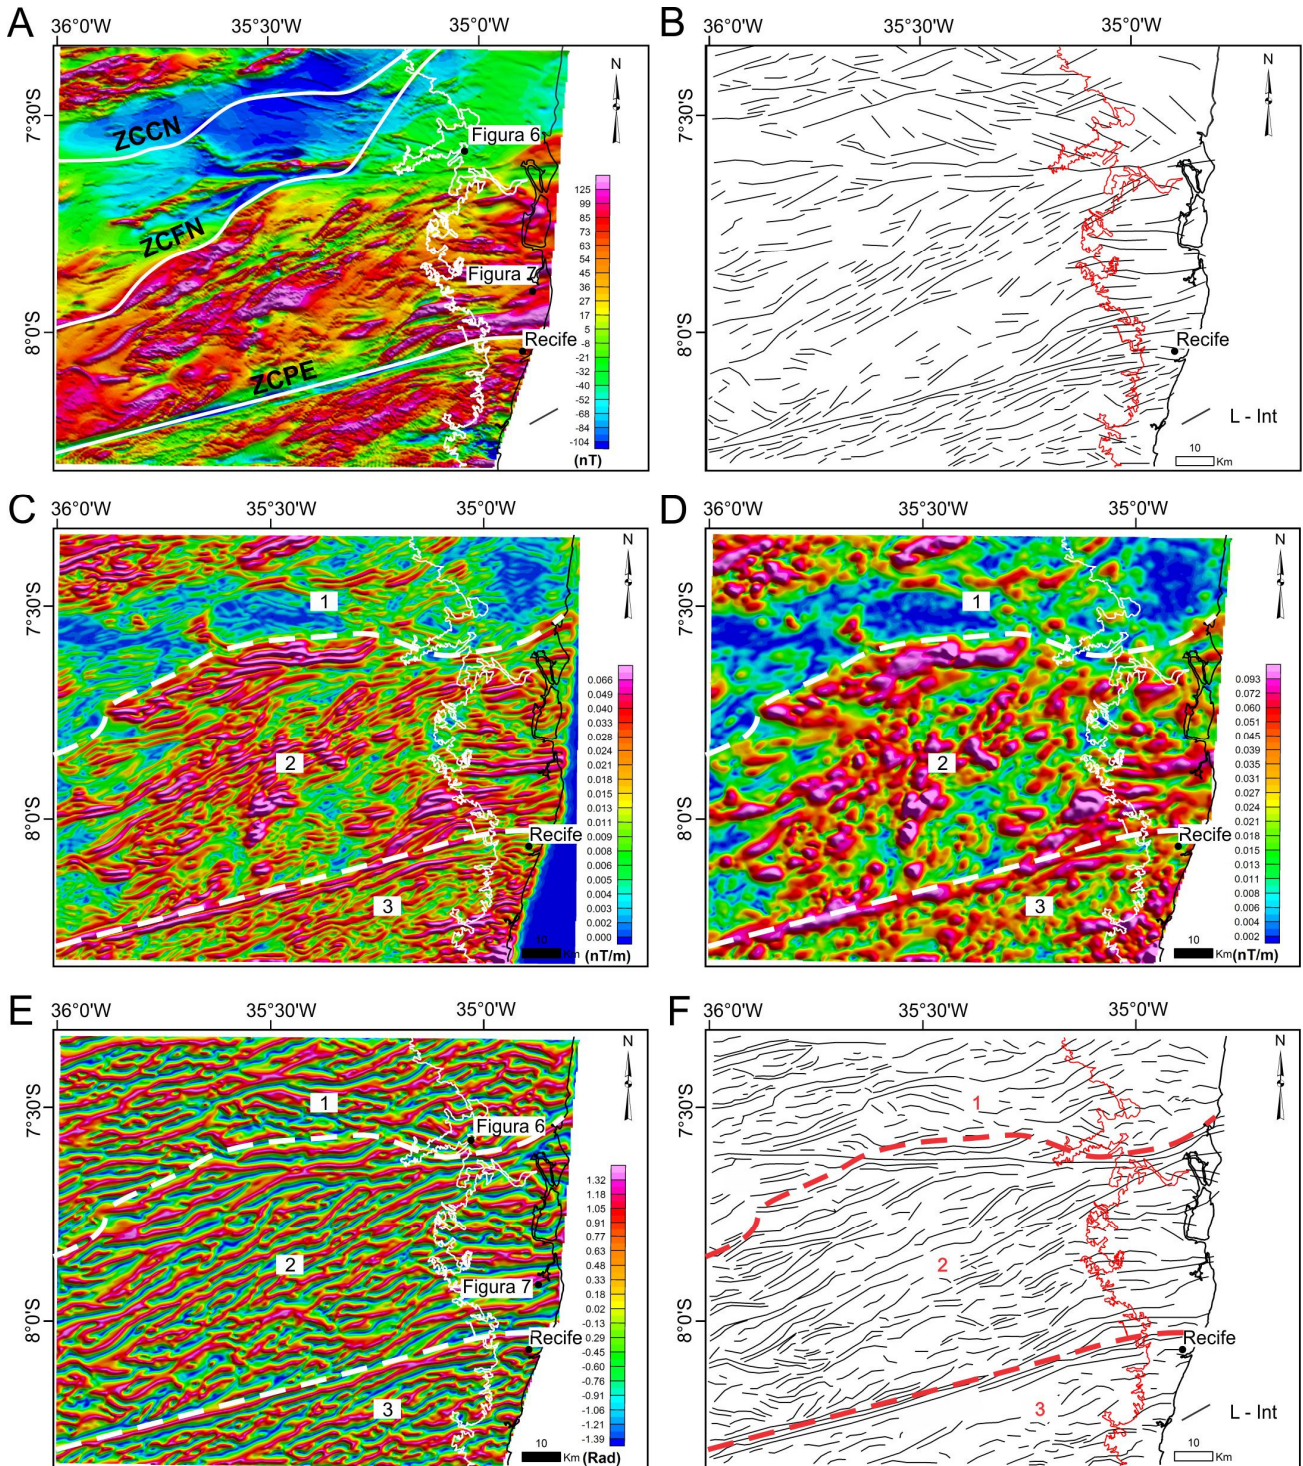 A
36°0'W
35°30'W
35°0'W
7°30'S
8°0'S
N
ZCCN
ZCFN
ZCPE
Figura 6
Figura 7
Recife
125
99
85
73
63
54
45
36
27
17
5
-8
-21
-32
-40
-52
-68
-84
-104
(nT)
B
36°0'W
35°30'W
35°0'W
7°30'S
8°0'S
N
Recife
L - Int
10
Km
C
36°0'W
35°30'W
35°0'W
7°30'S
8°0'S
N
1
2
3
Recife
0.066
0.049
0.040
0.033
0.028
0.024
0.021
0.018
0.015
0.013
0.011
0.009
0.008
0.006
0.005
0.004
0.003
0.002
0.000
10
Km
(nT/m)
D
36°0'W
35°30'W
35°0'W
7°30'S
8°0'S
N
1
2
3
Recife
0.093
0.072
0.060
0.051
0.045
0.039
0.035
0.031
0.027
0.024
0.021
0.018
0.015
0.013
0.011
0.008
0.006
0.004
0.002
10
Km
(nT/m)
E
36°0'W
35°30'W
35°0'W
7°30'S
8°0'S
N
1
2
3
Figura 6
Figura 7
Recife
1.32
1.18
1.05
0.91
0.77
0.63
0.48
0.33
0.18
0.02
-0.13
-0.29
-0.45
-0.60
-0.76
-0.91
-1.06
-1.21
-1.39
10
Km
(Rad)
F
36°0'W
35°30'W
35°0'W
7°30'S
8°0'S
N
1
2
3
Recife
L - Int
10
Km